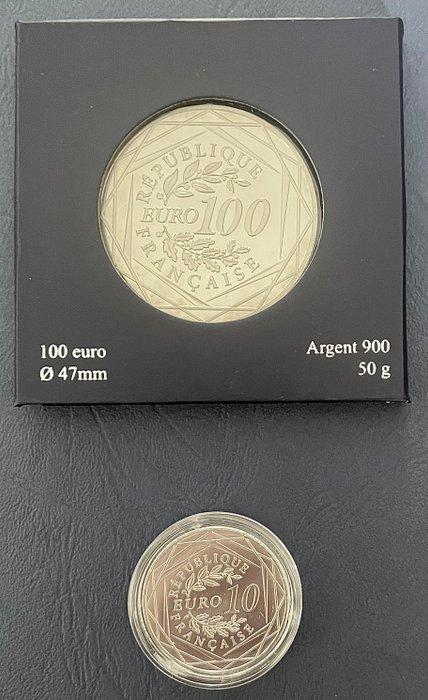 RÉPUBLIQUE
EURO 100
FRANÇAISE
100 euro
Ø 47mm
Argent 900
50 g
RÉPUBLIQUE
EURO 10
FRANÇAISE